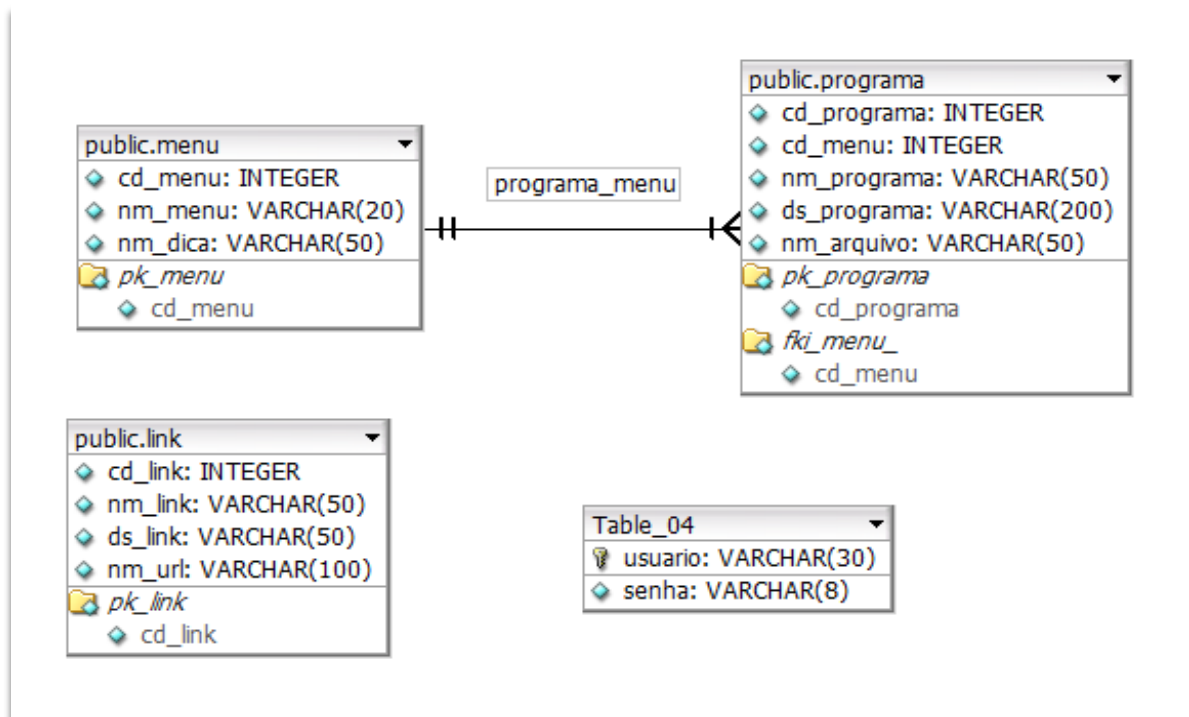 public.menu
cd_menu: INTEGER
nm_menu: VARCHAR(20)
nm_dica: VARCHAR(50)
pk_menu
cd_menu
programa_menu
public.programa
cd_programa: INTEGER
cd_menu: INTEGER
nm_programa: VARCHAR(50)
ds_programa: VARCHAR(200)
nm_arquivo: VARCHAR(50)
pk_programa
cd_programa
fki_menu_
cd_menu
public.link
cd_link: INTEGER
nm_link: VARCHAR(50)
ds_link: VARCHAR(50)
nm_url: VARCHAR(100)
pk_link
cd_link
Table_04
usuario: VARCHAR(30)
senha: VARCHAR(8)